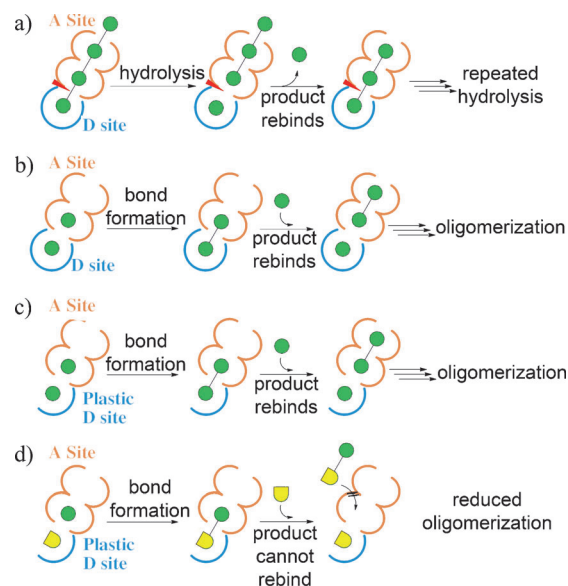 a)
A Site
hydrolysis
product
rebinds
repeated
hydrolysis
D site
b)
A Site
bond
formation
product
rebinds
oligomerization
D site
c)
A Site
bond
formation
product
rebinds
oligomerization
Plastic
D site
d)
A Site
bond
formation
product
cannot
rebind
reduced
oligomerization
Plastic
D site